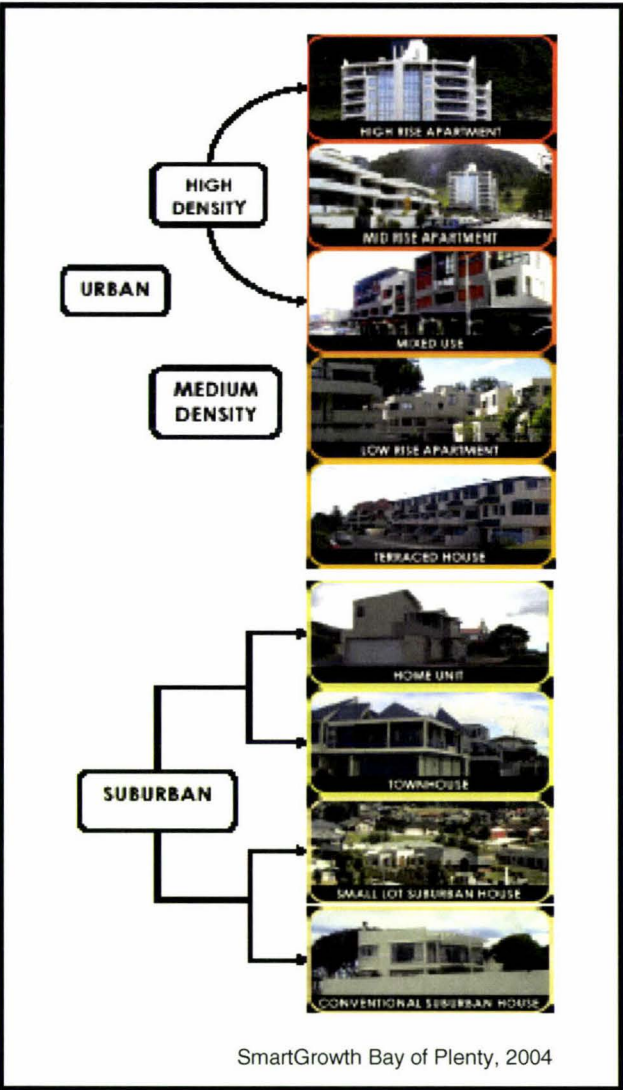 HIGH RISE APARTMENT
HIGH
DENSITY
MID RISE APARTMENT
URBAN
MIXED USE
MEDIUM
DENSITY
LOW RISE APARTMENT
TERRACED HOUSE
HOME UNIT
TOWNHOUSE
SUBURBAN
SMALL LOT SUBURBAN HOUSE
CONVENTIONAL SUBURBAN HOUSE
SmartGrowth Bay of Plenty, 2004